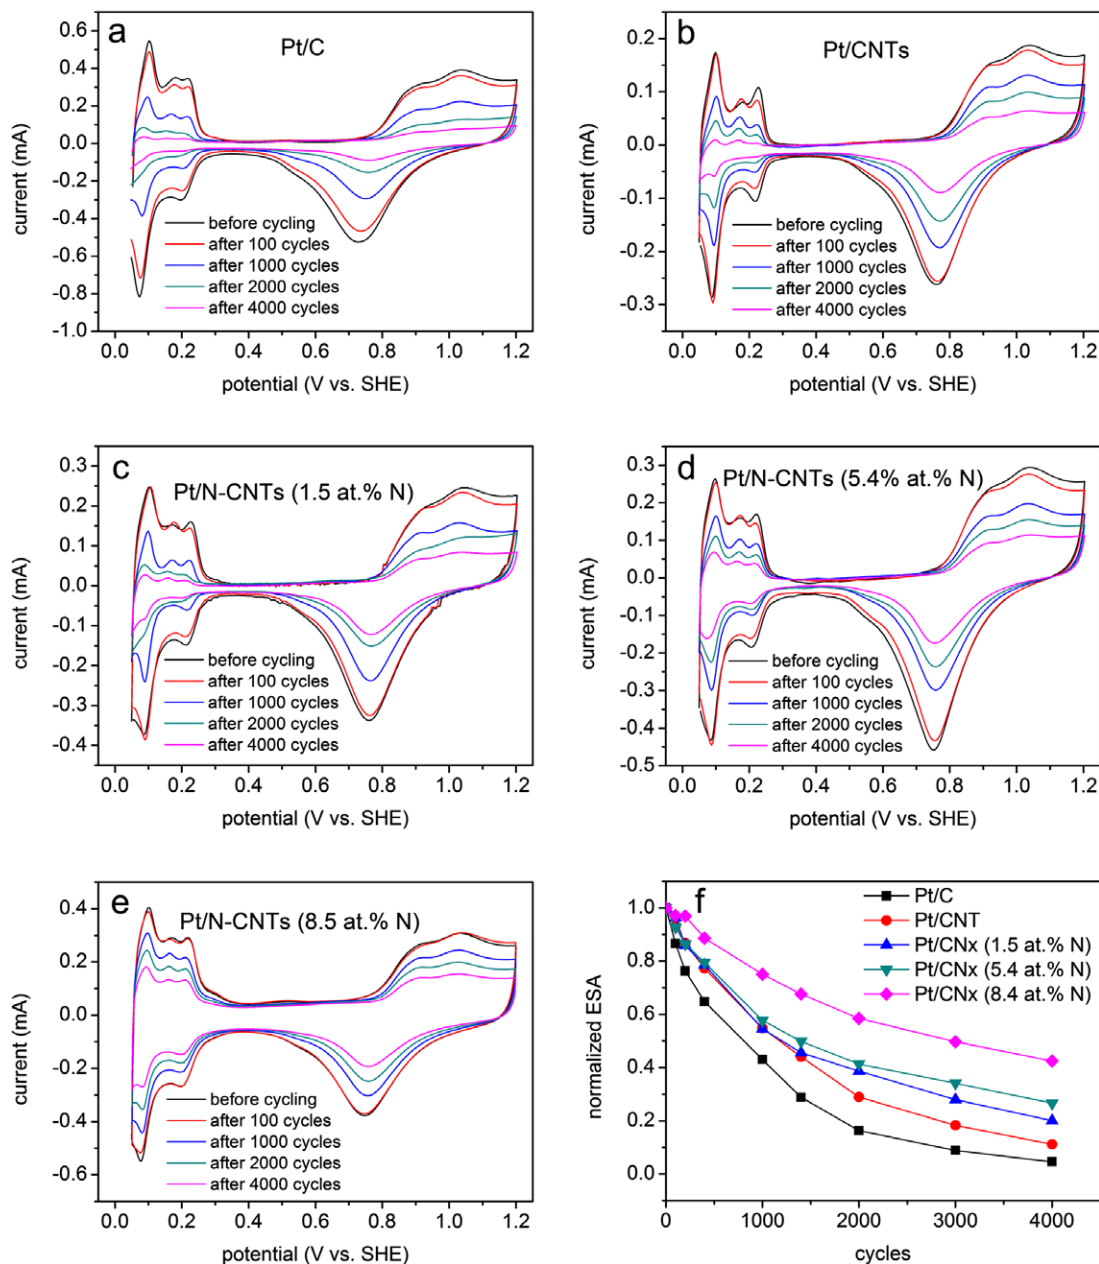 a
Pt/C
0.6
0.4
0.2
0.0
-0.2
-0.4
-0.6
-0.8
-1.0
current (mA)
before cycling
after 100 cycles
after 1000 cycles
after 2000 cycles
after 4000 cycles
0.0 0.2 0.4 0.6 0.8 1.0 1.2
potential (V vs. SHE)
b
Pt/CNTs
0.2
0.1
0.0
-0.1
-0.2
-0.3
current (mA)
before cycling
after 100 cycles
after 1000 cycles
after 2000 cycles
after 4000 cycles
0.0 0.2 0.4 0.6 0.8 1.0 1.2
potential (V vs. SHE)
c
Pt/N-CNTs (1.5 at.% N)
0.3
0.2
0.1
0.0
-0.1
-0.2
-0.3
-0.4
current (mA)
before cycling
after 100 cycles
after 1000 cycles
after 2000 cycles
after 4000 cycles
0.0 0.2 0.4 0.6 0.8 1.0 1.2
potential (V vs. SHE)
d
Pt/N-CNTs (5.4% at.% N)
0.3
0.2
0.1
0.0
-0.1
-0.2
-0.3
-0.4
-0.5
current (mA)
before cycling
after 100 cycles
after 1000 cycles
after 2000 cycles
after 4000 cycles
0.0 0.2 0.4 0.6 0.8 1.0 1.2
potential (V vs. SHE)
e
Pt/N-CNTs (8.5 at.% N)
0.4
0.2
0.0
-0.2
-0.4
-0.6
current (mA)
before cycling
after 100 cycles
after 1000 cycles
after 2000 cycles
after 4000 cycles
0.0 0.2 0.4 0.6 0.8 1.0 1.2
potential (V vs. SHE)
f
Pt/C
Pt/CNT
Pt/CNx (1.5 at.% N)
Pt/CNx (5.4 at.% N)
Pt/CNx (8.4 at.% N)
1.0
0.8
0.6
0.4
0.2
0.0
normalized ESA
0 1000 2000 3000 4000
cycles